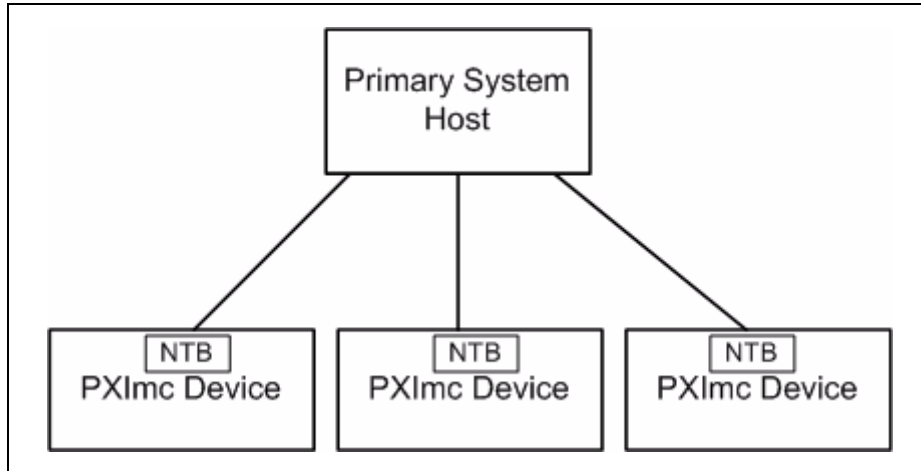 Primary System
Host
NTB
PXImc Device
NTB
PXImc Device
NTB
PXImc Device